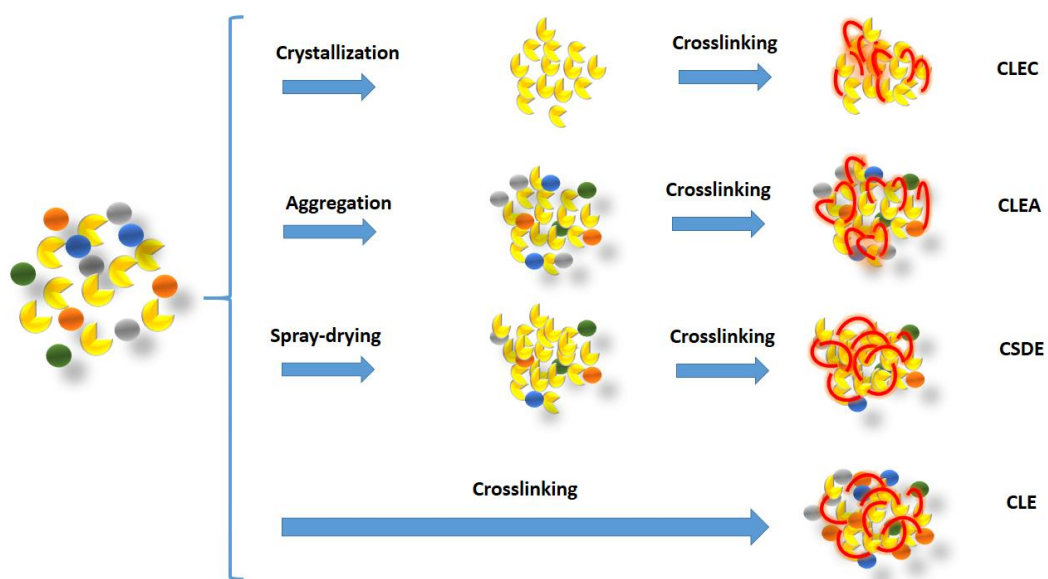 Crystallization
Crosslinking
CLEC
Aggregation
Crosslinking
CLEA
Spray-drying
Crosslinking
CSDE
Crosslinking
CLE